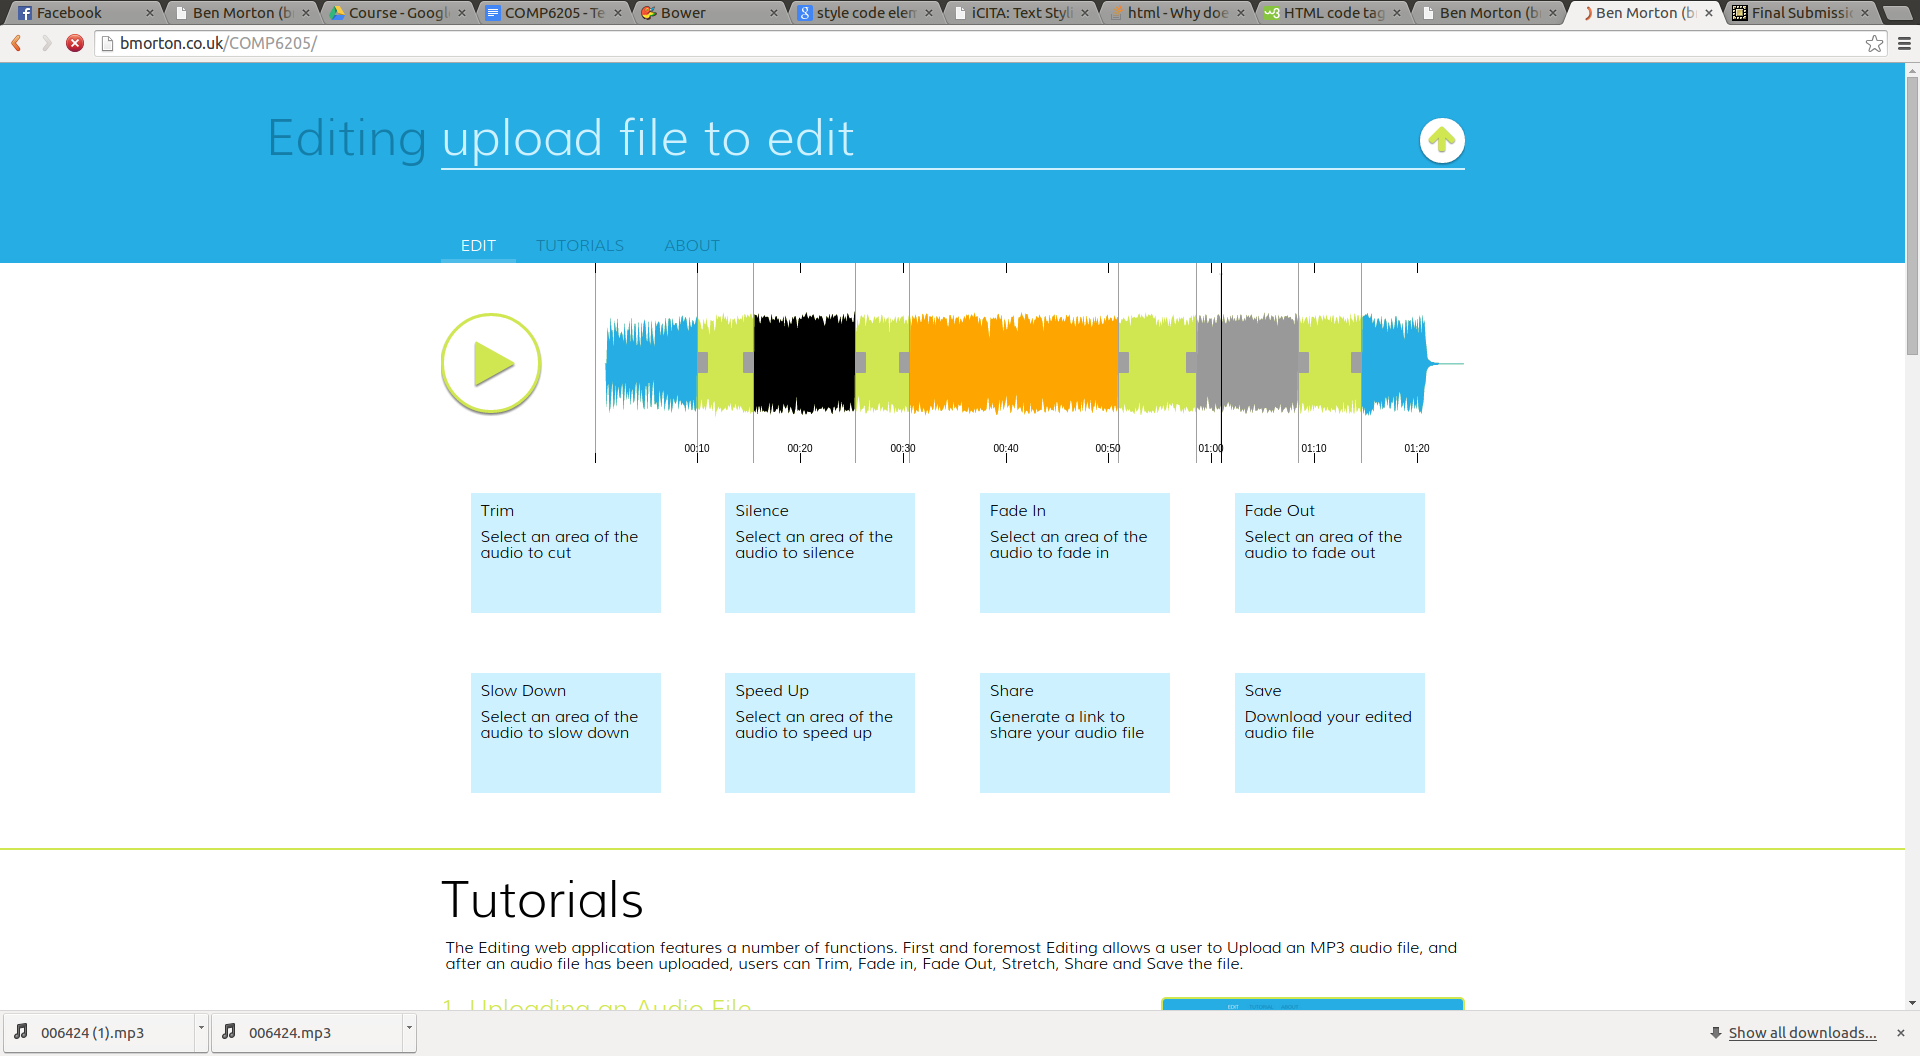 Facebook
Ben Morton (b
Course - Googl
COMP6205 - Te
Bower
style code elem
iCITA: Text Styli
html - Why doe
HTML code tag
Ben Morton (b
Ben Morton (b
Final Submissio
bmorton.co.uk/COMP6205/
Editing upload file to edit
EDIT TUTORIALS ABOUT
00:10 00:20 00:30 00:40 00:50 01:00 01:10 01:20
Trim
Select an area of the
audio to cut
Silence
Select an area of the
audio to silence
Fade In
Select an area of the
audio to fade in
Fade Out
Select an area of the
audio to fade out
Slow Down
Select an area of the
audio to slow down
Speed Up
Select an area of the
audio to speed up
Share
Generate a link to
share your audio file
Save
Download your edited
audio file
Tutorials
The Editing web application features a number of functions. First and foremost Editing allows a user to Upload an MP3 audio file, and
after an audio file has been uploaded, users can Trim, Fade in, Fade Out, Stretch, Share and Save the file.
1. Uploading an Audio File
EDIT TUTORIAL ABOUT
006424 (1).mp3
006424.mp3
Show all downloads...